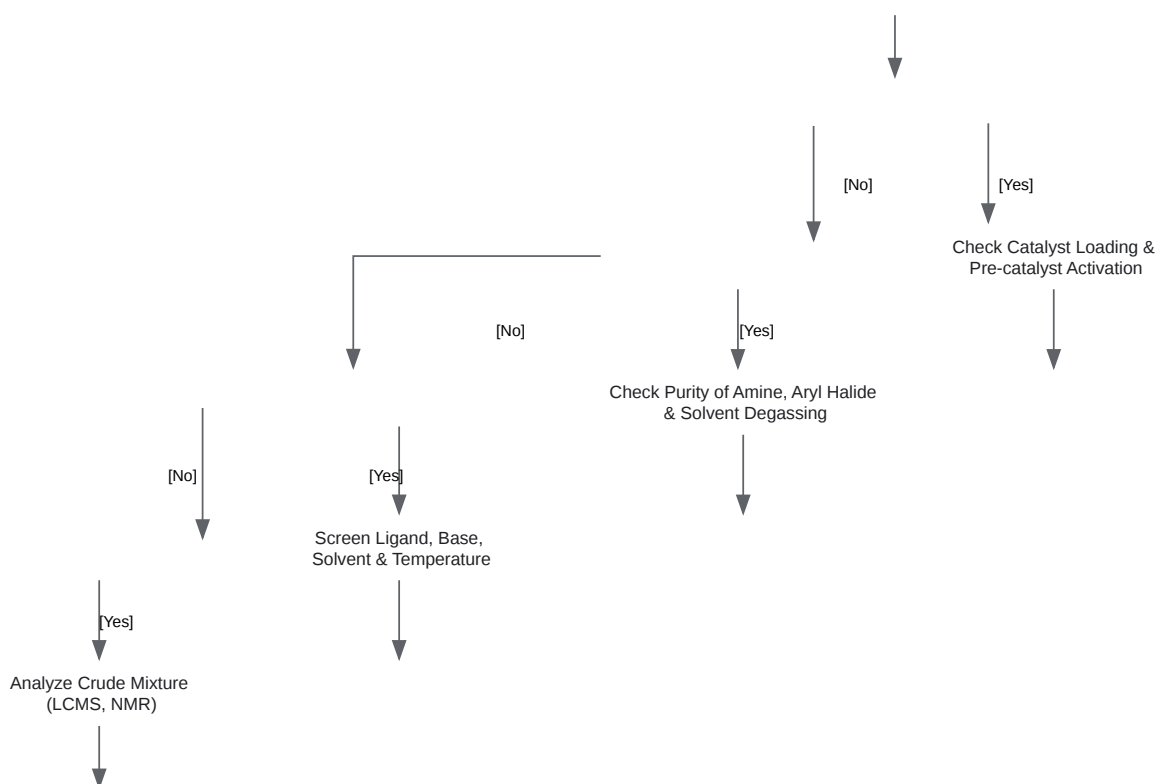 [No]
[Yes]
Check Catalyst Loading &
Pre-catalyst Activation
[No]
[Yes]
Check Purity of Amine, Aryl Halide
& Solvent Degassing
[No]
[Yes]
Screen Ligand, Base,
Solvent & Temperature
[Yes]
Analyze Crude Mixture
(LCMS, NMR)